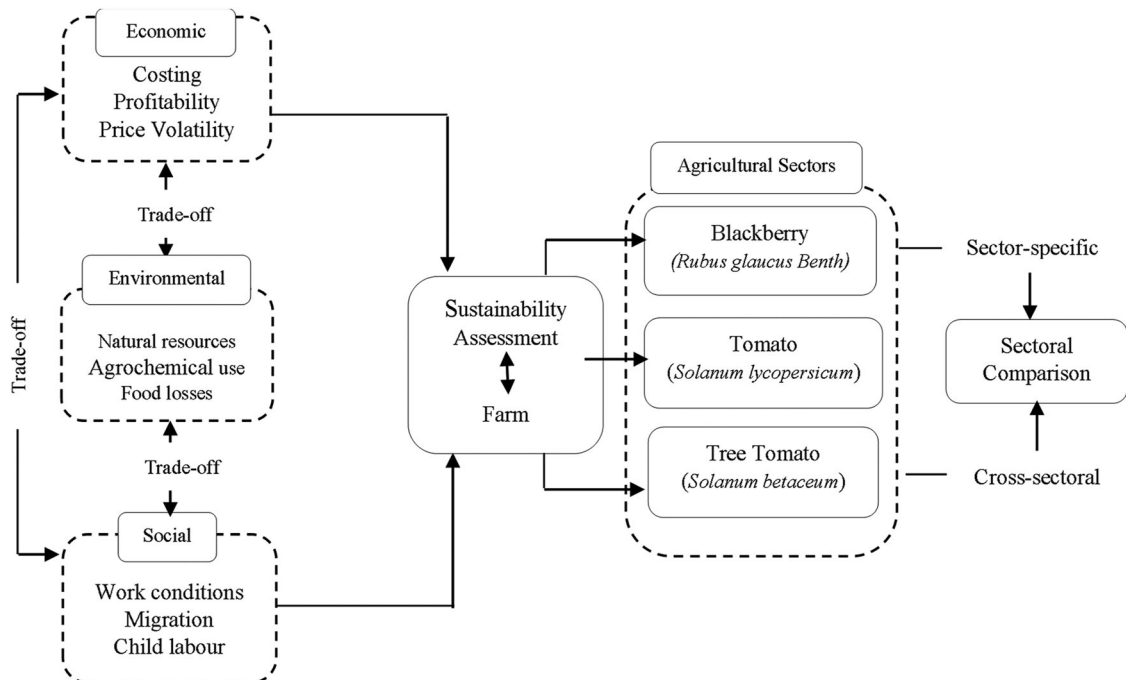 Economic
Costing
Profitability
Price Volatility
Trade-off
Environmental
Natural resources
Agrochemical use
Food losses
Trade-off
Social
Work conditions
Migration
Child labour
Trade-off
Sustainability
Assessment
Farm
Agricultural Sectors
Blackberry
(Rubus glaucus Benth)
Tomato
(Solanum lycopersicum)
Tree Tomato
(Solanum betaceum)
Sector-specific
Sectoral
Comparison
Cross-sectoral